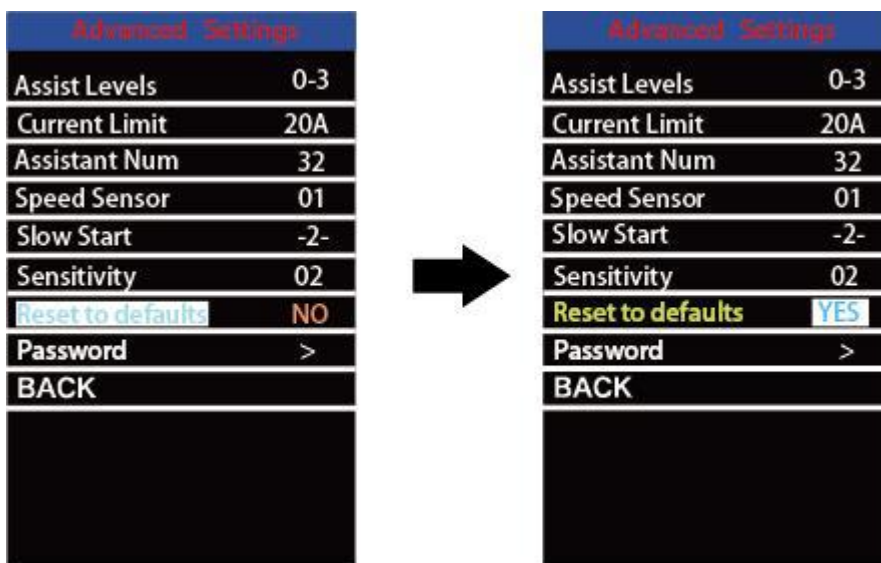 Advanced Settings
Assist Levels 0-3
Current Limit 20A
Assistant Num 32
Speed Sensor 01
Slow Start -2-
Sensitivity 02
Reset to defaults NO
Password >
BACK
Advanced Settings
Assist Levels 0-3
Current Limit 20A
Assistant Num 32
Speed Sensor 01
Slow Start -2-
Sensitivity 02
Reset to defaults YES
Password >
BACK